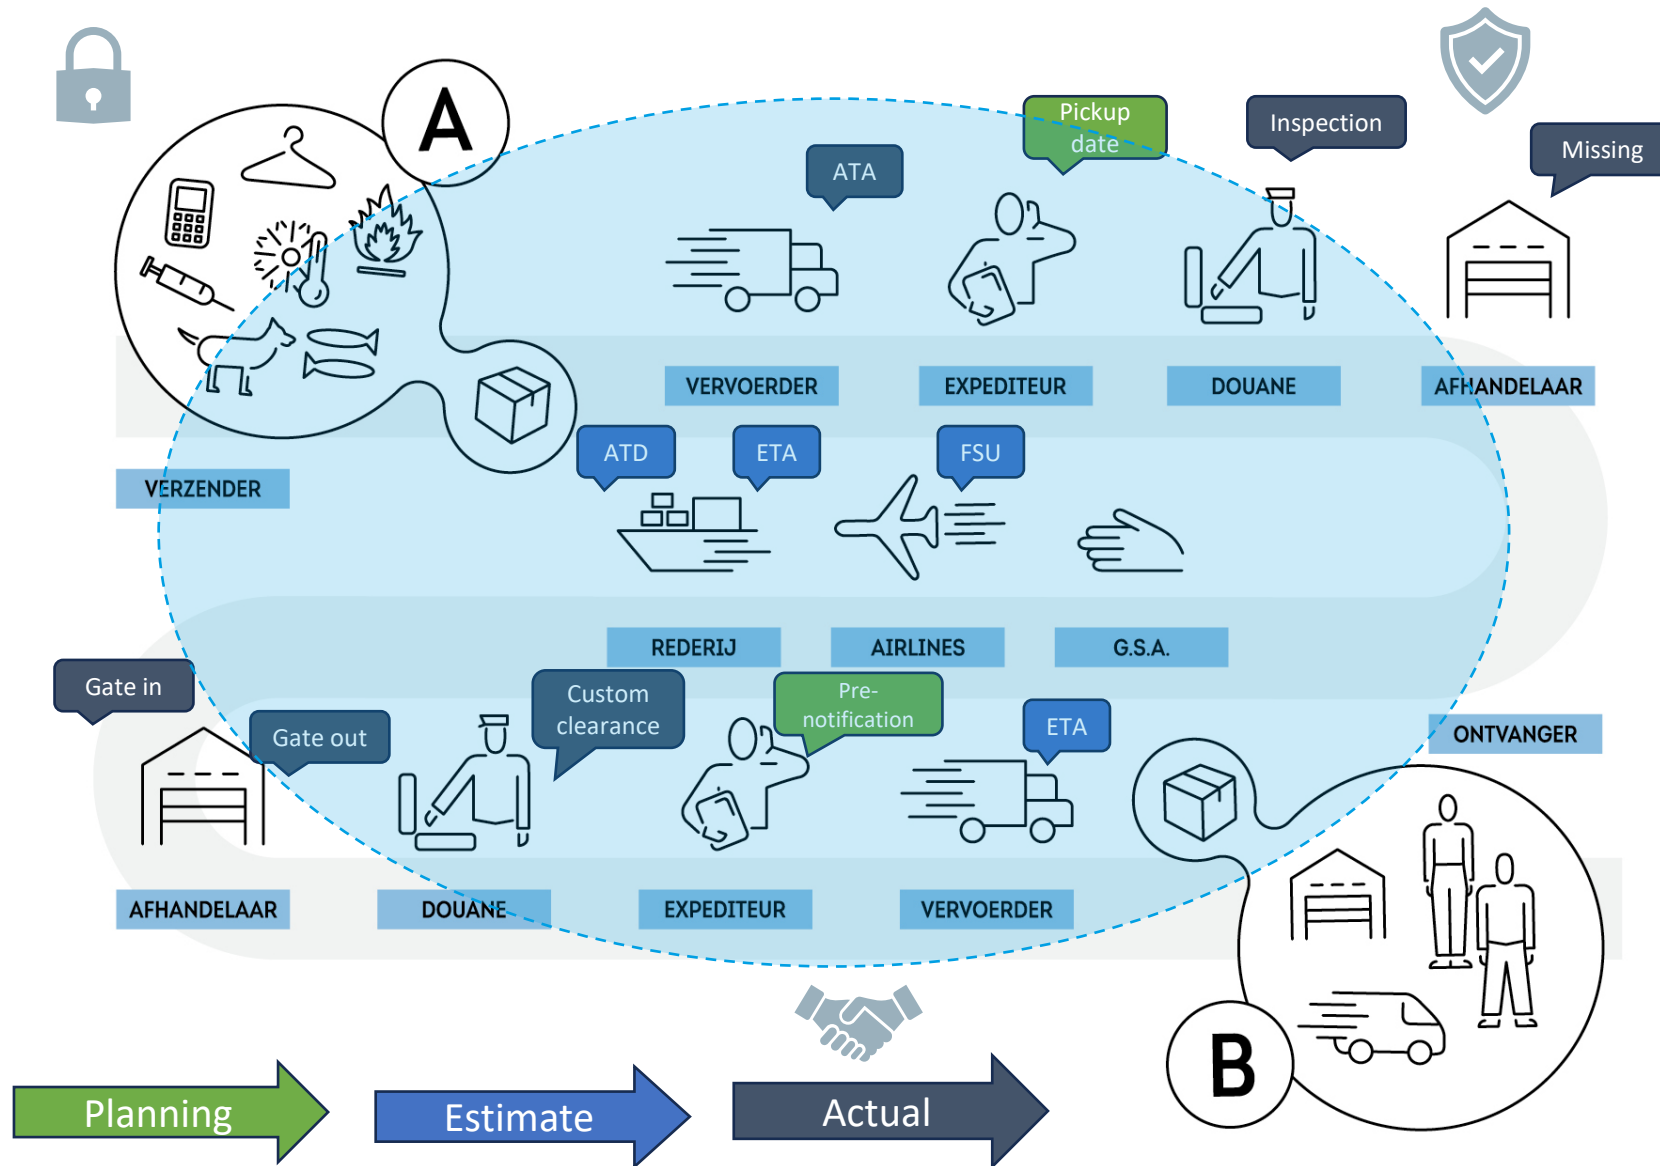 A
Pickup
date
Inspection
Missing
ATA
VERVOERDER
EXPEDITEUR
DOUANE
AFHANDELAAR
VERZENDER
ATD
ETA
FSU
REDERIJ
AIRLINES
G.S.A.
Gate in
Gate out
Custom
clearance
Pre-
notification
ETA
ONTVANGER
AFHANDELAAR
DOUANE
EXPEDITEUR
VERVOERDER
B
Planning
Estimate
Actual